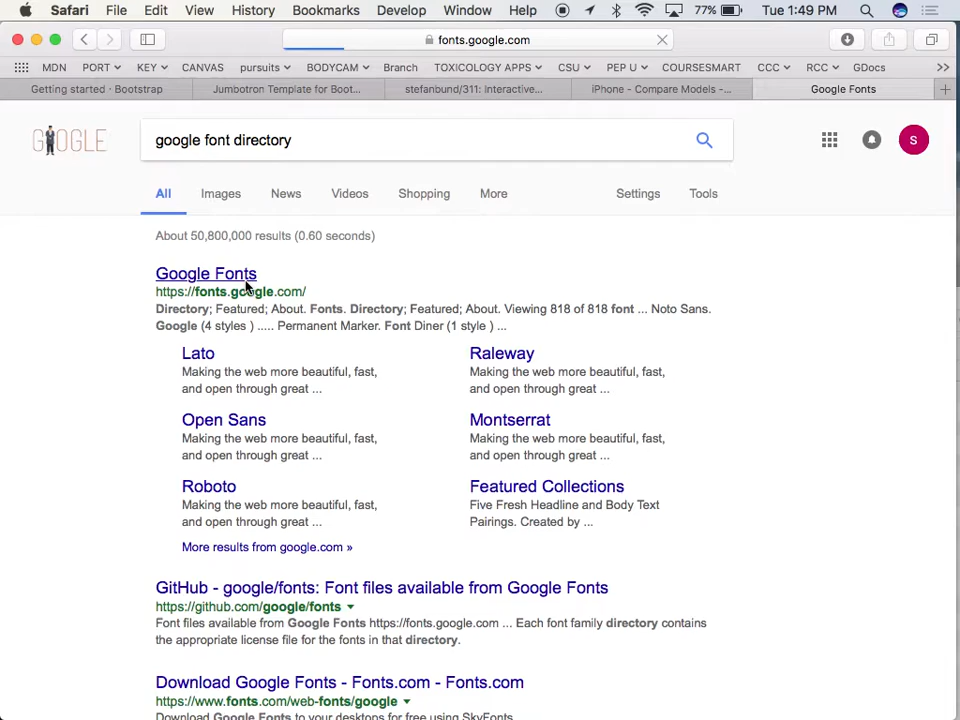 Safari File Edit View History Bookmarks Develop Window Help 77% Tue 1:49 PM
fonts.google.com
MDN PORT KEY CANVAS pursuits BODYCAM Branch TOXICOLOGY APPS CSU PEP U COURSESMART CCC RCC GDocs
Getting started · Bootstrap Jumbotron Template for Boot... stefanbund/311: interactive... iPhone - Compare Models -... Google Fonts
GOOGLE google font directory S
All Images News Videos Shopping More Settings Tools
About 50,800,000 results (0.60 seconds)
Google Fonts
https://fonts.google.com/
Directory; Featured; About. Fonts. Directory; Featured; About. Viewing 818 of 818 font ... Noto Sans.
Google (4 styles ) ..... Permanent Marker. Font Diner (1 style ) ...
Lato Raleway
Making the web more beautiful, fast, Making the web more beautiful, fast,
and open through great ... and open through great ...
Open Sans Montserrat
Making the web more beautiful, fast, Making the web more beautiful, fast,
and open through great ... and open through great ...
Roboto Featured Collections
Making the web more beautiful, fast, Five Fresh Headline and Body Text
and open through great ... Pairings. Created by ...
More results from google.com »
GitHub - google/fonts: Font files available from Google Fonts
https://github.com/google/fonts
Font files available from Google Fonts https://fonts.google.com ... Each font family directory contains
the appropriate license file for the fonts in that directory.
Download Google Fonts - Fonts.com - Fonts.com
https://www.fonts.com/web-fonts/google
Download Google Fonts to your desktops for free using SkyFonts.